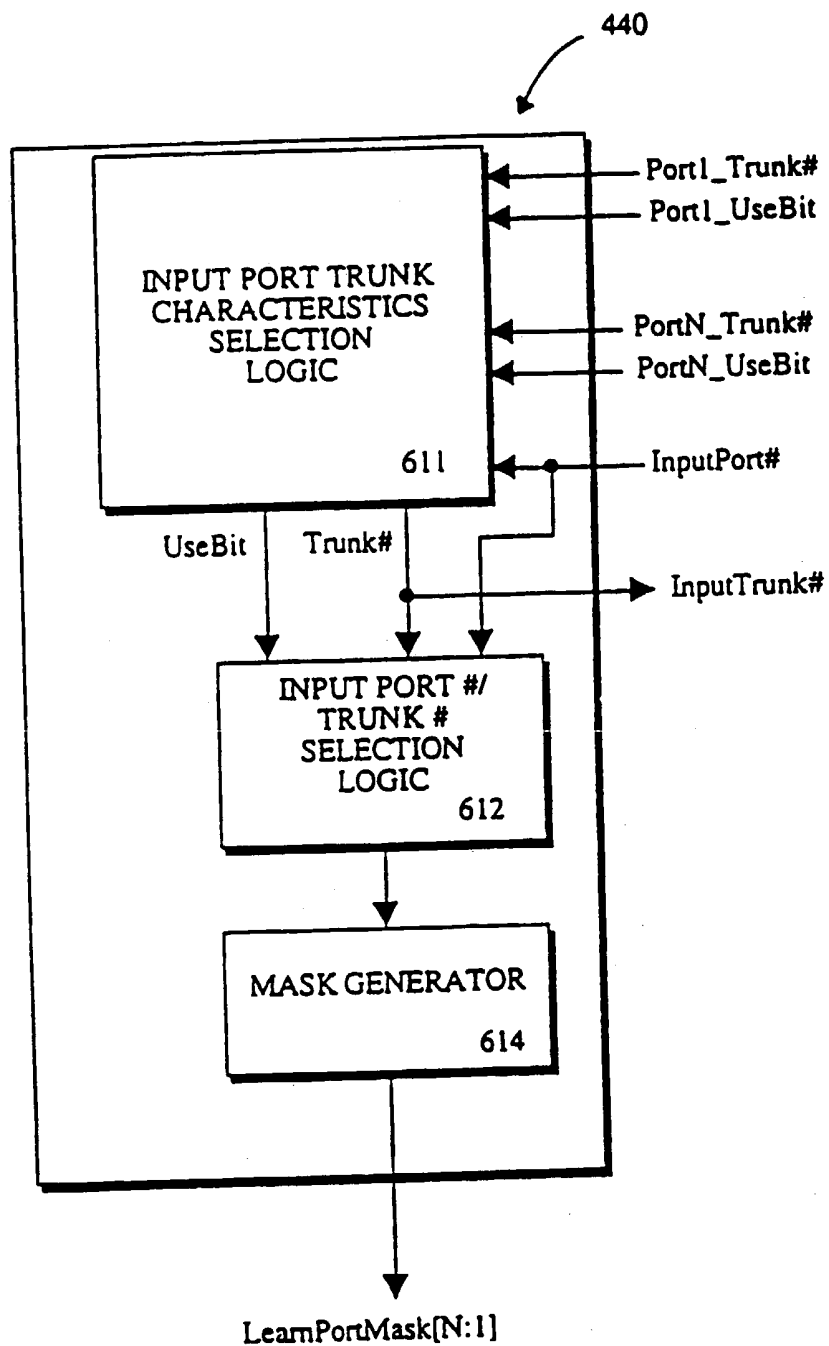 440
Port1_Trunk#
Port1_UseBit
INPUT PORT TRUNK
CHARACTERISTICS
SELECTION
LOGIC
PortN_Trunk#
PortN_UseBit
611
InputPort#
UseBit
Trunk#
InputTrunk#
INPUT PORT #/
TRUNK #
SELECTION
LOGIC
612
MASK GENERATOR
614
LearnPortMask[N:1]